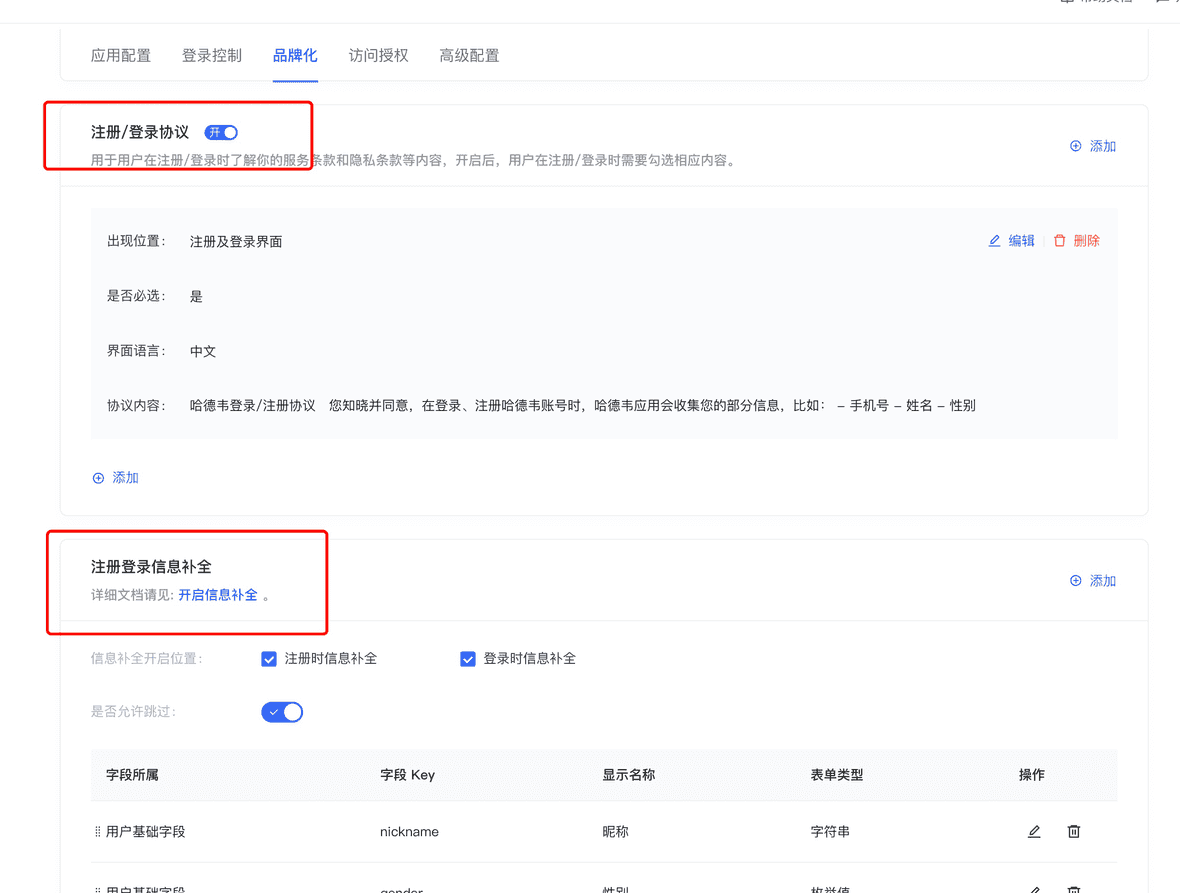 应用配置 登录控制 品牌化 访问授权 高级配置
注册/登录协议 开
用于用户在注册/登录时了解你的服务条款和隐私条款等内容，开启后，用户在注册/登录时需要勾选相应内容。
添加
出现位置： 注册及登录界面 编辑 删除
是否必选： 是
界面语言： 中文
协议内容： 哈德韦登录/注册协议 您知晓并同意，在登录、注册哈德韦账号时，哈德韦应用会收集您的部分信息，比如： – 手机号 – 姓名 – 性别
添加
注册登录信息补全
详细文档请见: 开启信息补全 。
添加
信息补全开启位置: 注册时信息补全 登录时信息补全
是否允许跳过:
字段所属 字段 Key 显示名称 表单类型 操作
用户基础字段 nickname 昵称 字符串
用户基础字段 gender 性别 枚举值